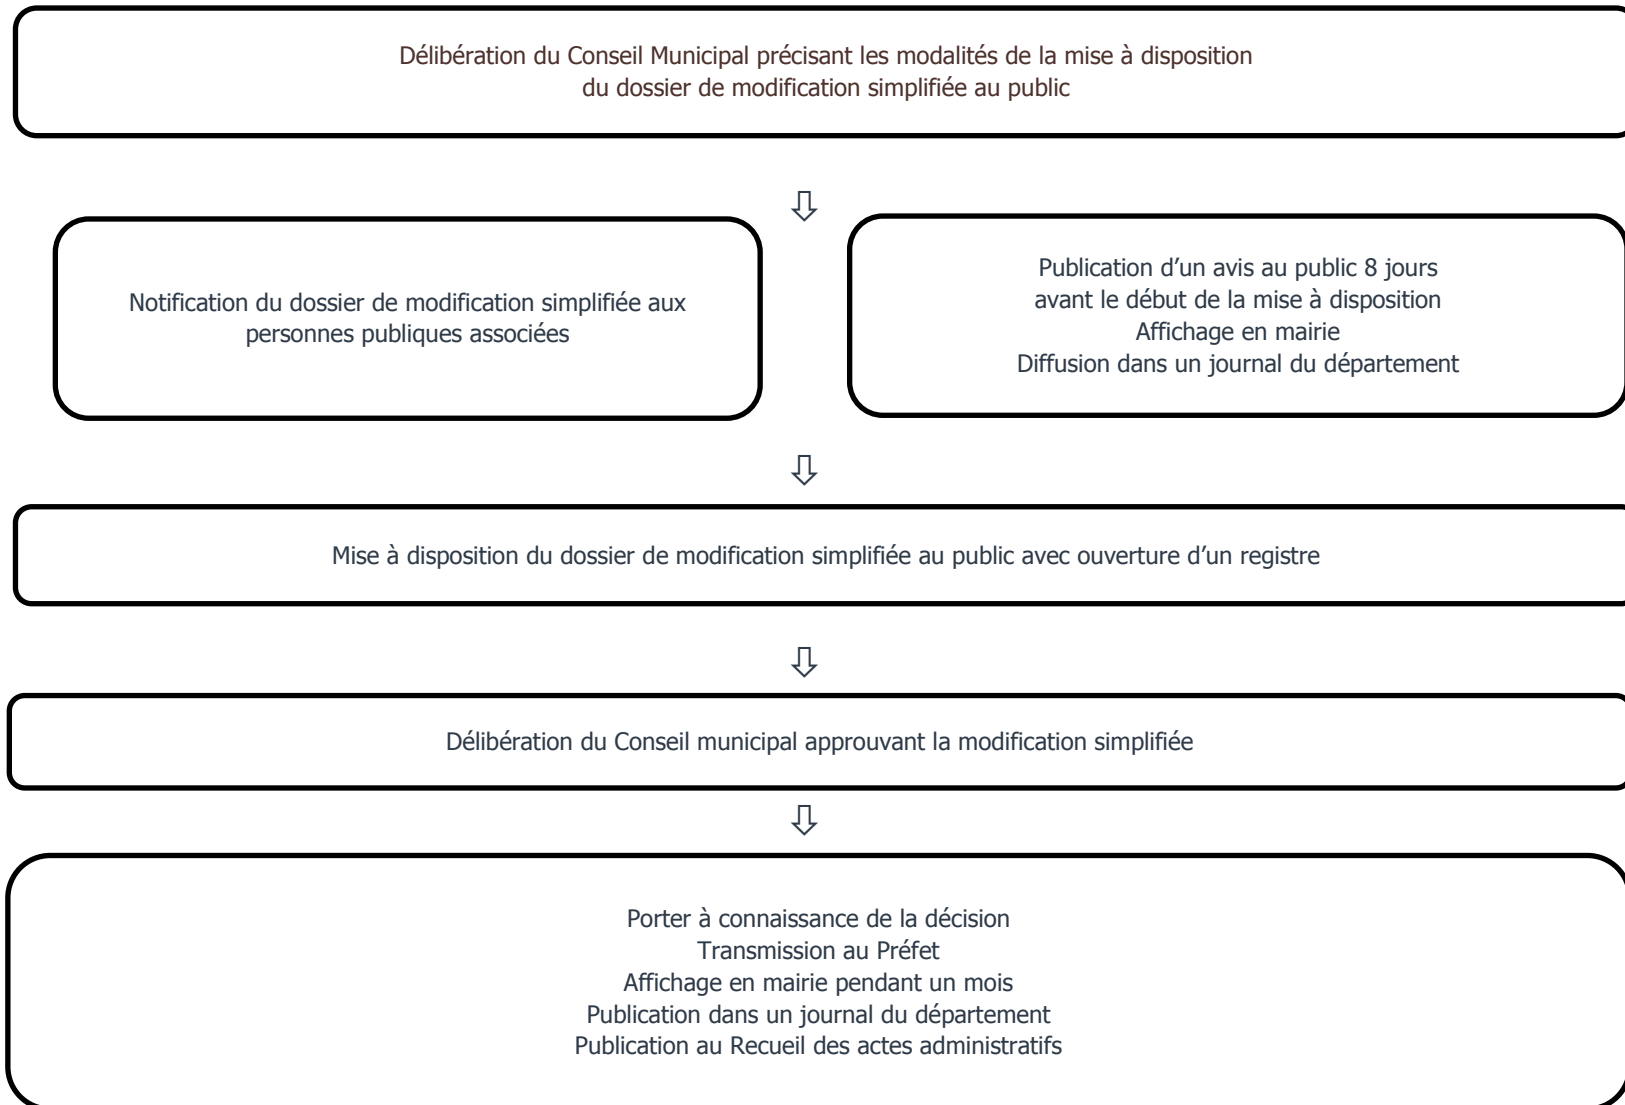 Délibération du Conseil Municipal précisant les modalités de la mise à disposition
du dossier de modification simplifiée au public
Notification du dossier de modification simplifiée aux
personnes publiques associées
Publication d’un avis au public 8 jours
avant le début de la mise à disposition
Affichage en mairie
Diffusion dans un journal du département
Mise à disposition du dossier de modification simplifiée au public avec ouverture d’un registre
Délibération du Conseil municipal approuvant la modification simplifiée
Porter à connaissance de la décision
Transmission au Préfet
Affichage en mairie pendant un mois
Publication dans un journal du département
Publication au Recueil des actes administratifs